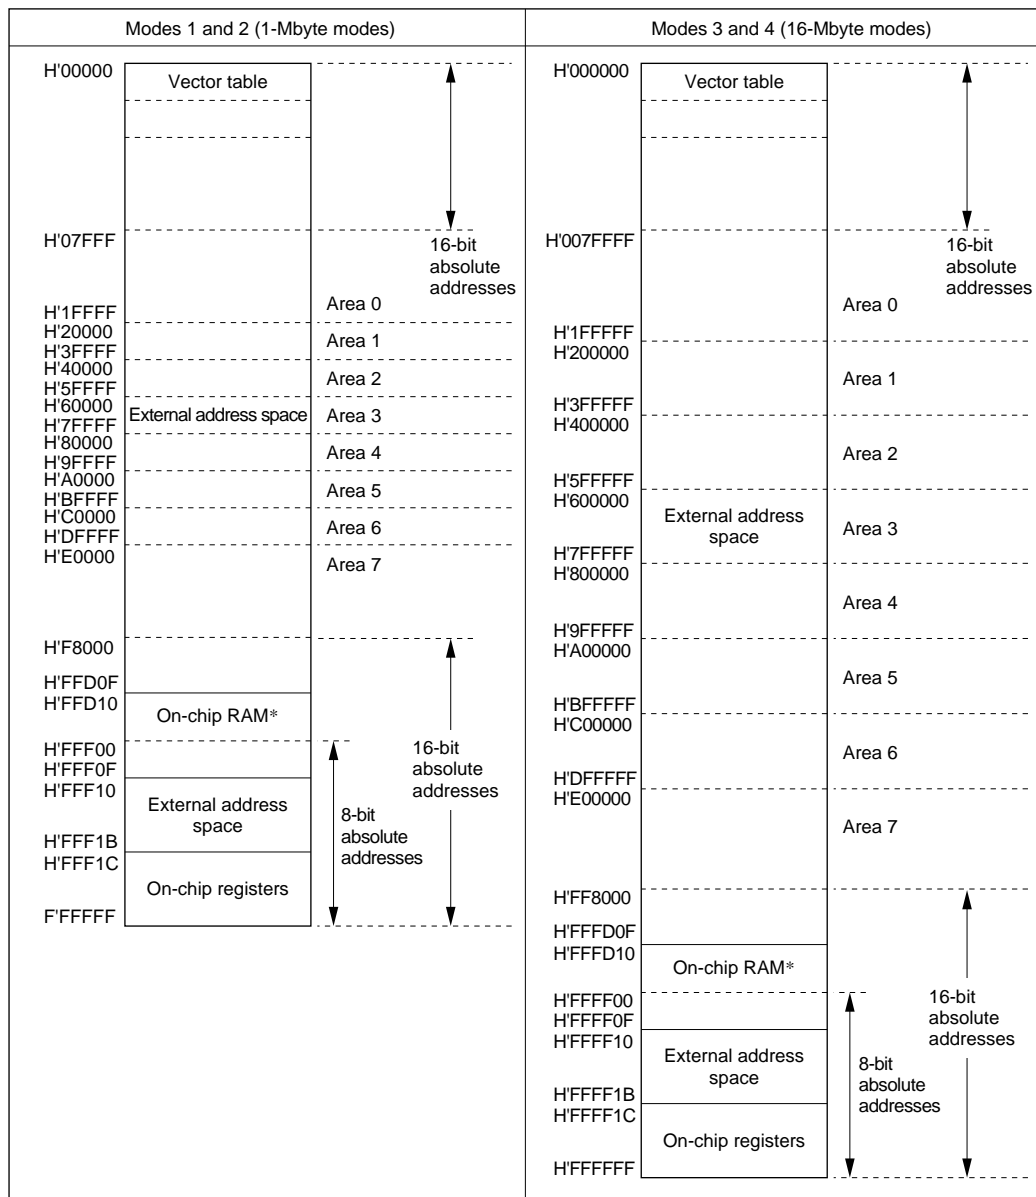 Modes 1 and 2 (1-Mbyte modes)
H'00000
Vector table
H'07FFF
16-bit
absolute
addresses
Area 0
H'1FFFF
H'20000
Area 1
H'3FFFF
H'40000
Area 2
H'5FFFF
H'60000
External address space
Area 3
H'7FFFF
H'80000
Area 4
H'9FFFF
H'A0000
Area 5
H'BFFFF
H'C0000
Area 6
H'DFFFF
H'E0000
Area 7
H'F8000
H'FFD0F
H'FFD10
On-chip RAM*
H'FFF00
H'FFF0F
H'FFF10
External address
space
H'FFF1B
H'FFF1C
On-chip registers
F'FFFFF
16-bit
absolute
addresses
8-bit
absolute
addresses
Modes 3 and 4 (16-Mbyte modes)
H'000000
Vector table
H'007FFFF
16-bit
absolute
addresses
Area 0
H'1FFFFF
H'200000
Area 1
H'3FFFFF
H'400000
Area 2
H'5FFFFF
H'600000
External address
space
Area 3
H'7FFFFF
H'800000
Area 4
H'9FFFFF
H'A00000
Area 5
H'BFFFFF
H'C00000
Area 6
H'DFFFFF
H'E00000
Area 7
H'FF8000
H'FFFD0F
H'FFFD10
On-chip RAM*
H'FFFF00
H'FFFF0F
H'FFFF10
External address
space
H'FFFF1B
H'FFFF1C
On-chip registers
H'FFFFFF
16-bit
absolute
addresses
8-bit
absolute
addresses